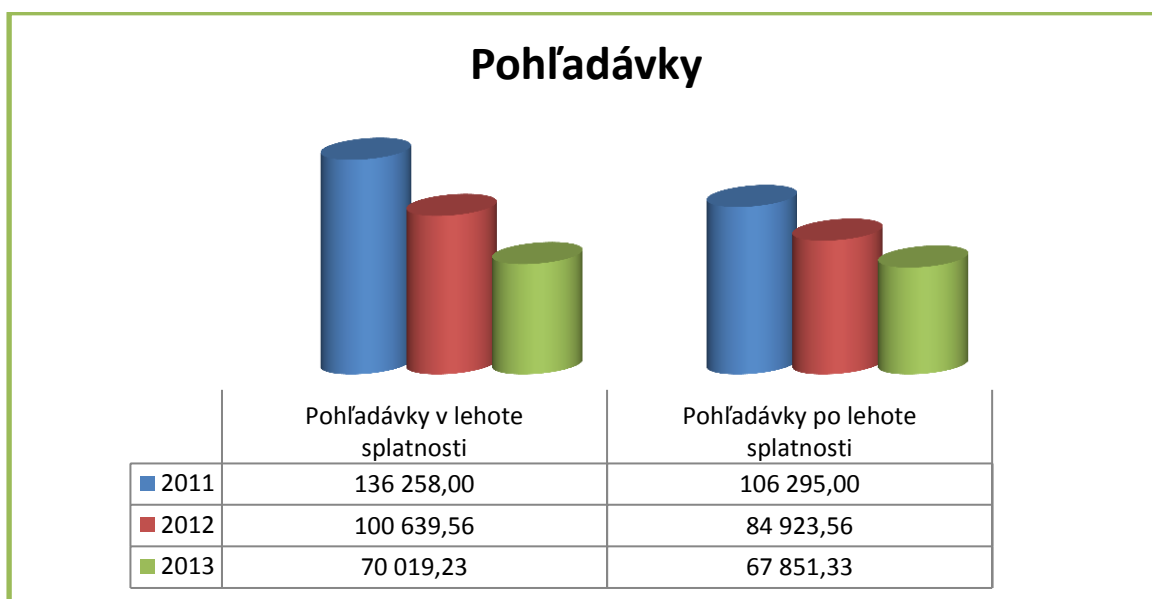 Pohľadávky
Pohľadávky v lehote
splatnosti
Pohľadávky po lehote
splatnosti
2011 136 258,00 106 295,00
2012 100 639,56 84 923,56
2013 70 019,23 67 851,33